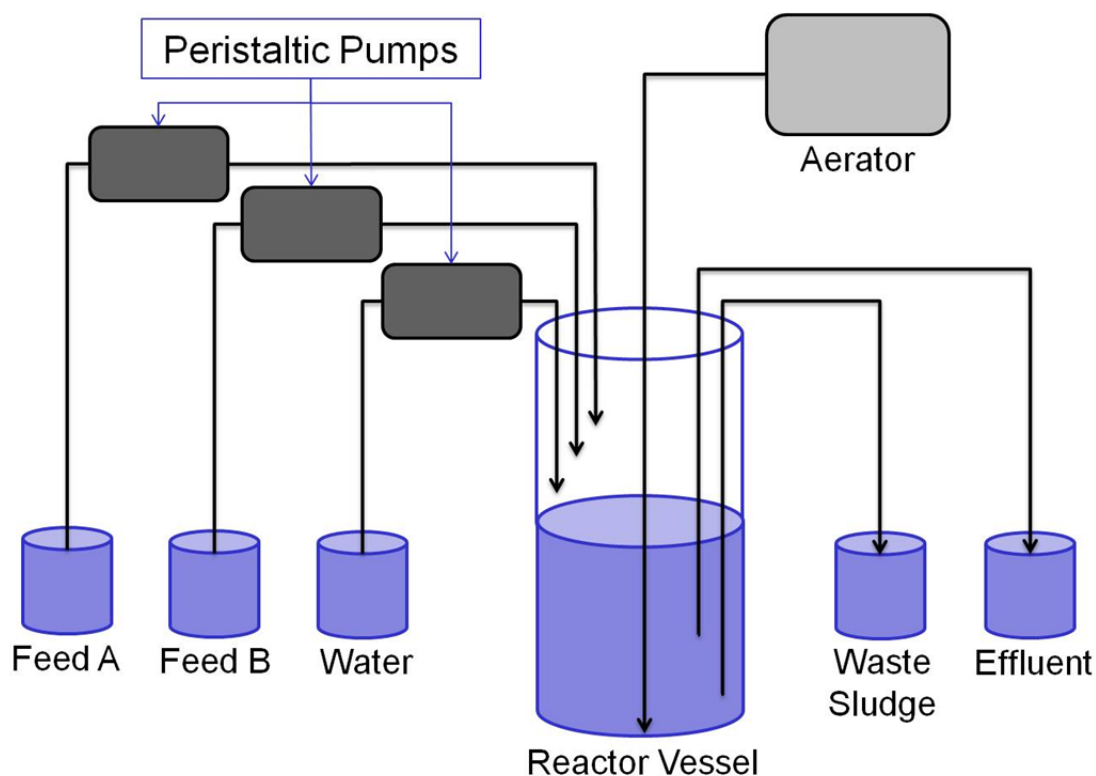 Peristaltic Pumps
Aerator
Feed A
Feed B
Water
Waste
Sludge
Effluent
Reactor Vessel